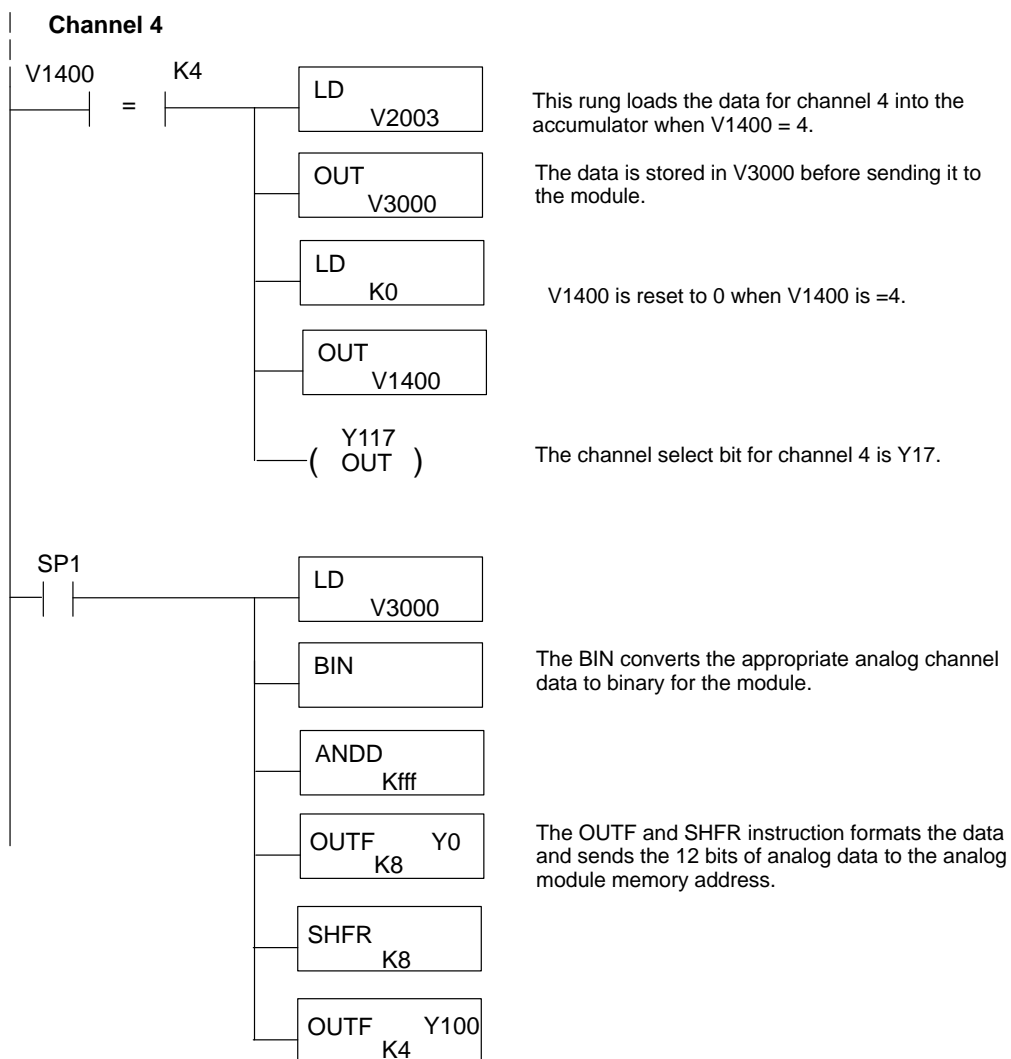 Channel 4
V1400 K4
=
LD
V2003
This rung loads the data for channel 4 into the
accumulator when V1400 = 4.
OUT
V3000
The data is stored in V3000 before sending it to
the module.
LD
K0
V1400 is reset to 0 when V1400 is =4.
OUT
V1400
Y117
( OUT )
The channel select bit for channel 4 is Y17.
SP1
LD
V3000
BIN
The BIN converts the appropriate analog channel
data to binary for the module.
ANDD
Kfff
OUTF Y0
K8
The OUTF and SHFR instruction formats the data
and sends the 12 bits of analog data to the analog
module memory address.
SHFR
K8
OUTF Y100
K4